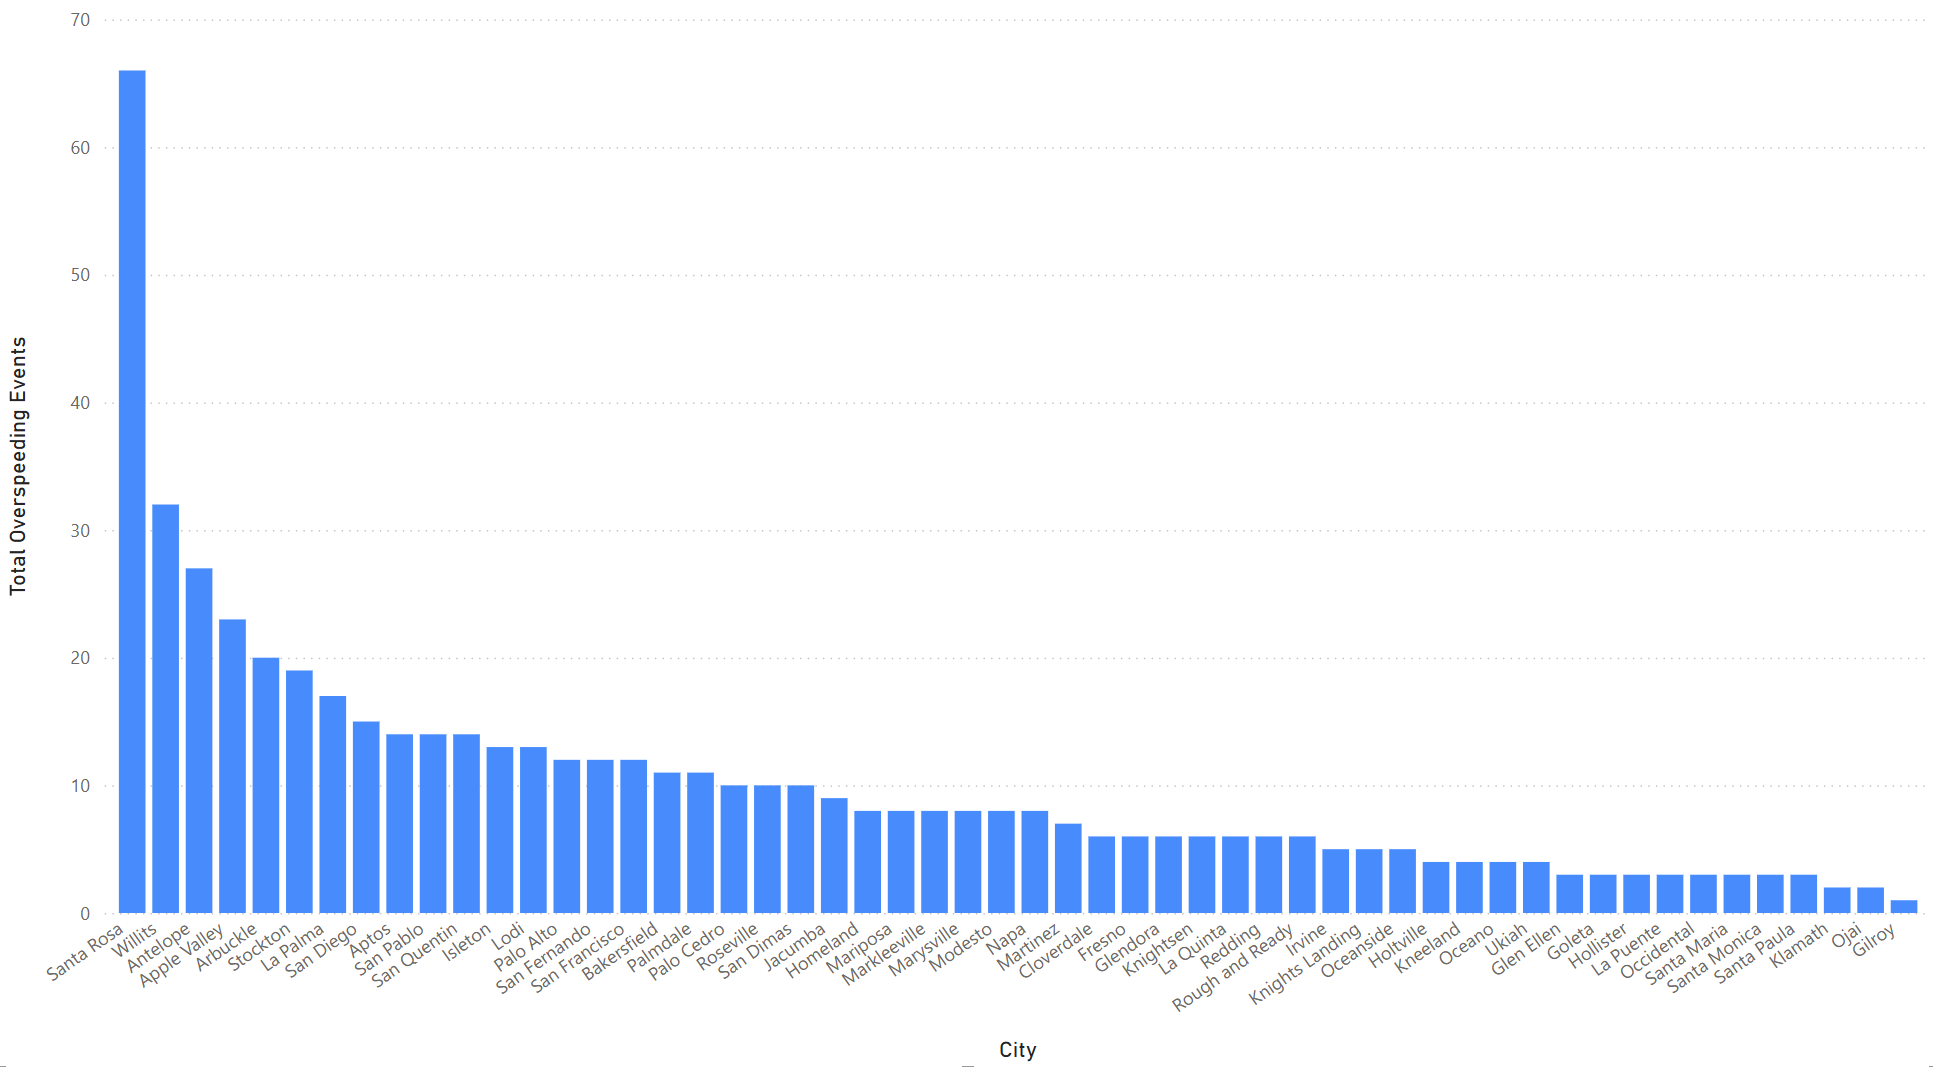 70
60
50
40
30
20
10
0
Total Overspeeding Events
Santa Rosa
Willits
Antelope
Apple Valley
Arbuckle
Stockton
La Palma
San Diego
Aptos
San Pablo
San Quentin
Isleton
Lodi
Palo Alto
San Fernando
San Francisco
Bakersfield
Palmdale
Palo Cedro
Roseville
San Dimas
Jacumba
Homeland
Mariposa
Markleeville
Marysville
Modesto
Napa
Martinez
Cloverdale
Fresno
Glendora
Knightsen
La Quinta
Redding
Rough and Ready
Irvine
Knights Landing
Oceanside
Holtville
Kneeland
Oceano
Ukiah
Glen Ellen
Goleta
Hollister
La Puente
Occidental
Santa Maria
Santa Monica
Santa Paula
Klamath
Ojai
Gilroy
City